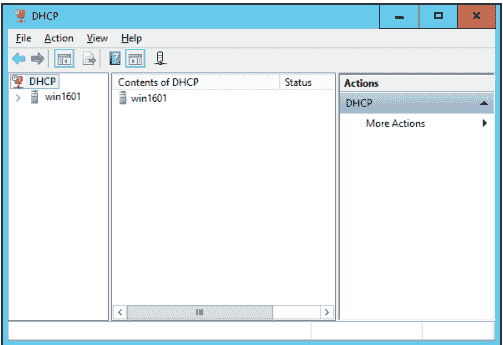 DHCP
File Action View Help
DHCP
win1601
Contents of DHCP Status
win1601
Actions
DHCP
More Actions